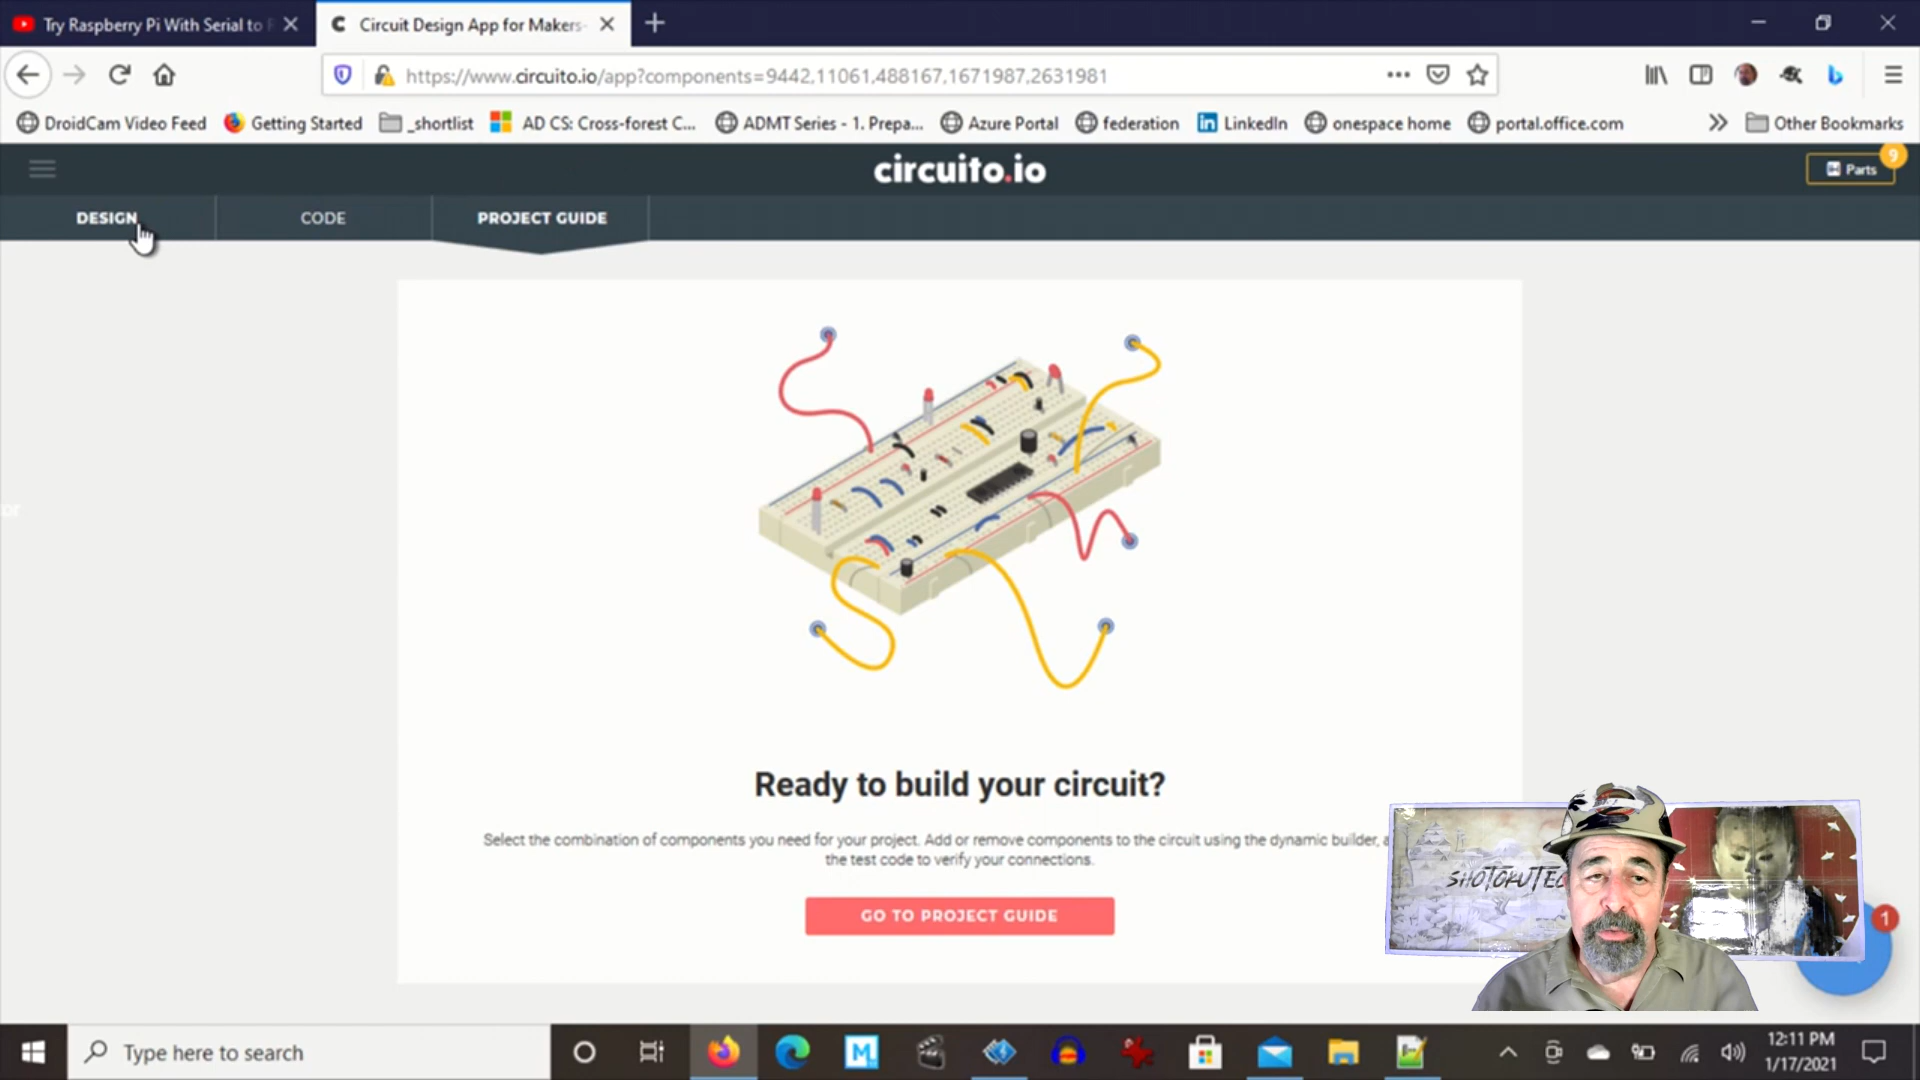 Try Raspberry Pi With Serial to
Circuit Design App for Makers-
https://www.circuito.io/app?components=9442,11061,488167,1671987,2631981
DroidCam Video Feed
Getting Started
_shortlist
AD CS: Cross-forest C...
ADMT Series - 1. Prepa...
Azure Portal
federation
LinkedIn
onespace home
portal.office.com
Other Bookmarks
circuito.io
Parts
9
DESIGN
CODE
PROJECT GUIDE
or
Ready to build your circuit?
Select the combination of components you need for your project. Add or remove components to the circuit using the dynamic builder, a
the test code to verify your connections.
GO TO PROJECT GUIDE
SHOTOKUTEC
1
Type here to search
12:11 PM
1/17/2021